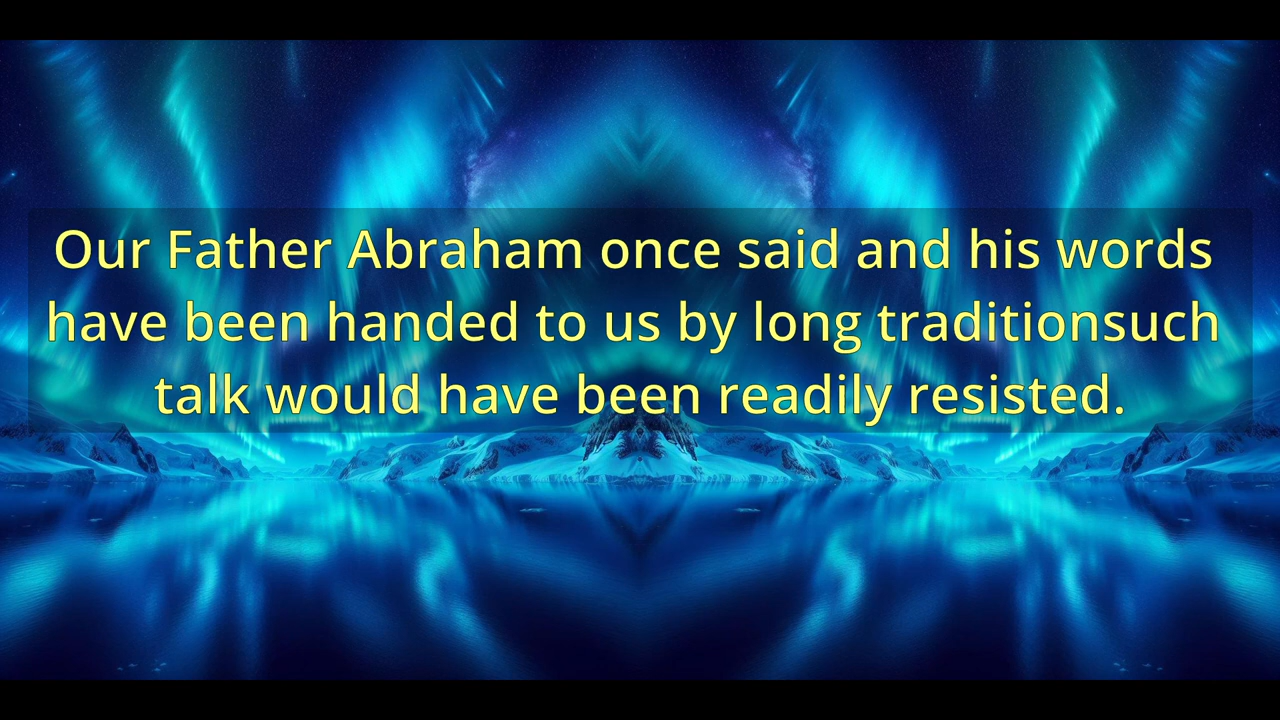 Our Father Abraham once said and his words
have been handed to us by long traditionsuch
talk would have been readily resisted.